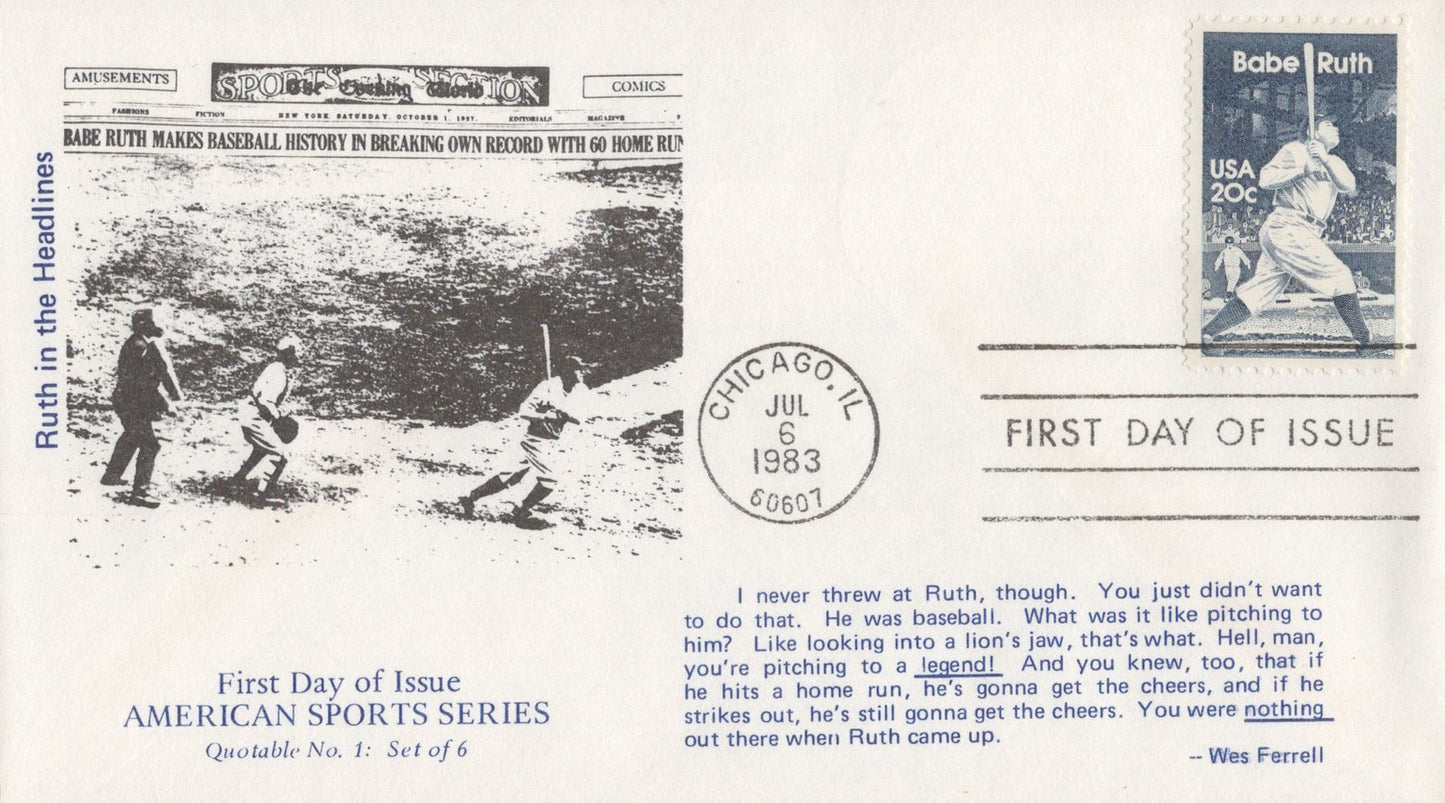 AMUSEMENTS
SPORTS SECTION
The Evening World
COMICS
FASHIONS FICTION NEW YORK, SATURDAY, OCTOBER 1, 1927. EDITORIALS MAGAZINE
BABE RUTH MAKES BASEBALL HISTORY IN BREAKING OWN RECORD WITH 60 HOME RUN
Ruth in the Headlines
Babe Ruth
USA
20c
CHICAGO, IL
JUL
6
1983
60607
FIRST DAY OF ISSUE
First Day of Issue
AMERICAN SPORTS SERIES
Quotable No. 1: Set of 6
I never threw at Ruth, though. You just didn't want
to do that. He was baseball. What was it like pitching to
him? Like looking into a lion's jaw, that's what. Hell, man,
you're pitching to a legend! And you knew, too, that if
he hits a home run, he's gonna get the cheers, and if he
strikes out, he's still gonna get the cheers. You were nothing
out there when Ruth came up.
-- Wes Ferrell